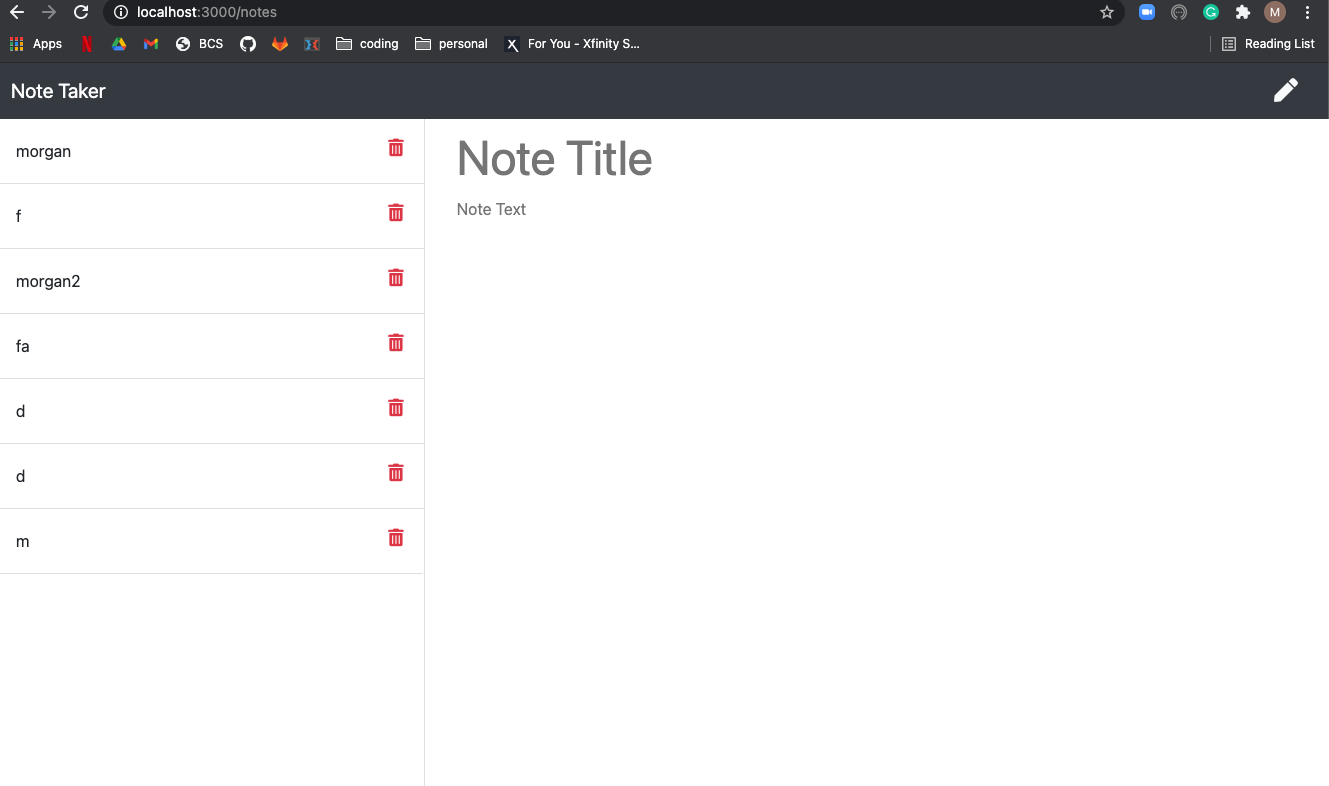 localhost:3000/notes
M
Apps
BCS
coding
personal
X
For You - Xfinity S...
Reading List
Note Taker
morgan
f
morgan2
fa
d
d
m
Note Title
Note Text